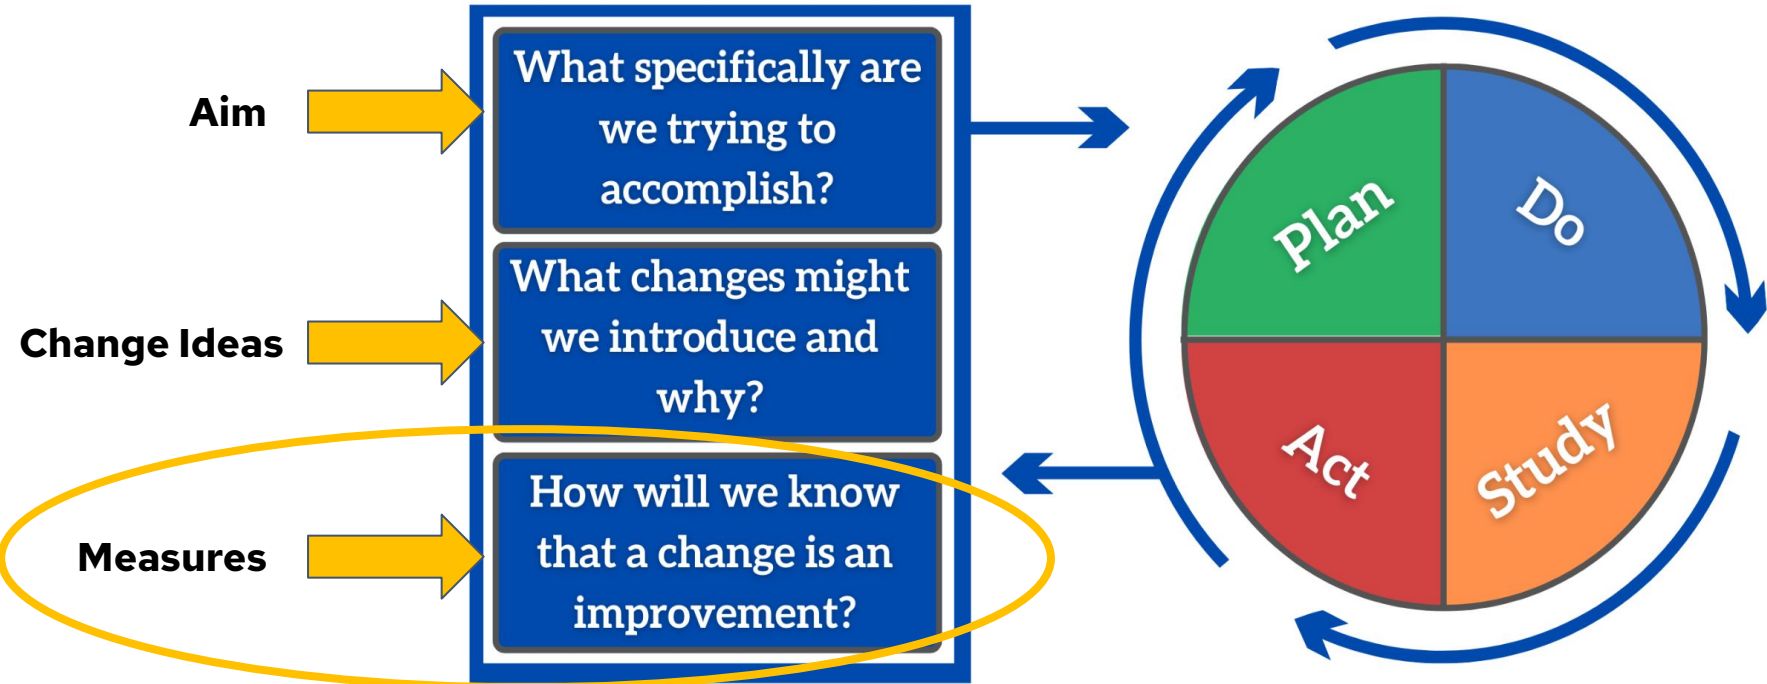 Aim
What specifically are
we trying to
accomplish?
Change Ideas
What changes might
we introduce and
why?
Measures
How will we know
that a change is an
improvement?
Plan
Do
Act
Study